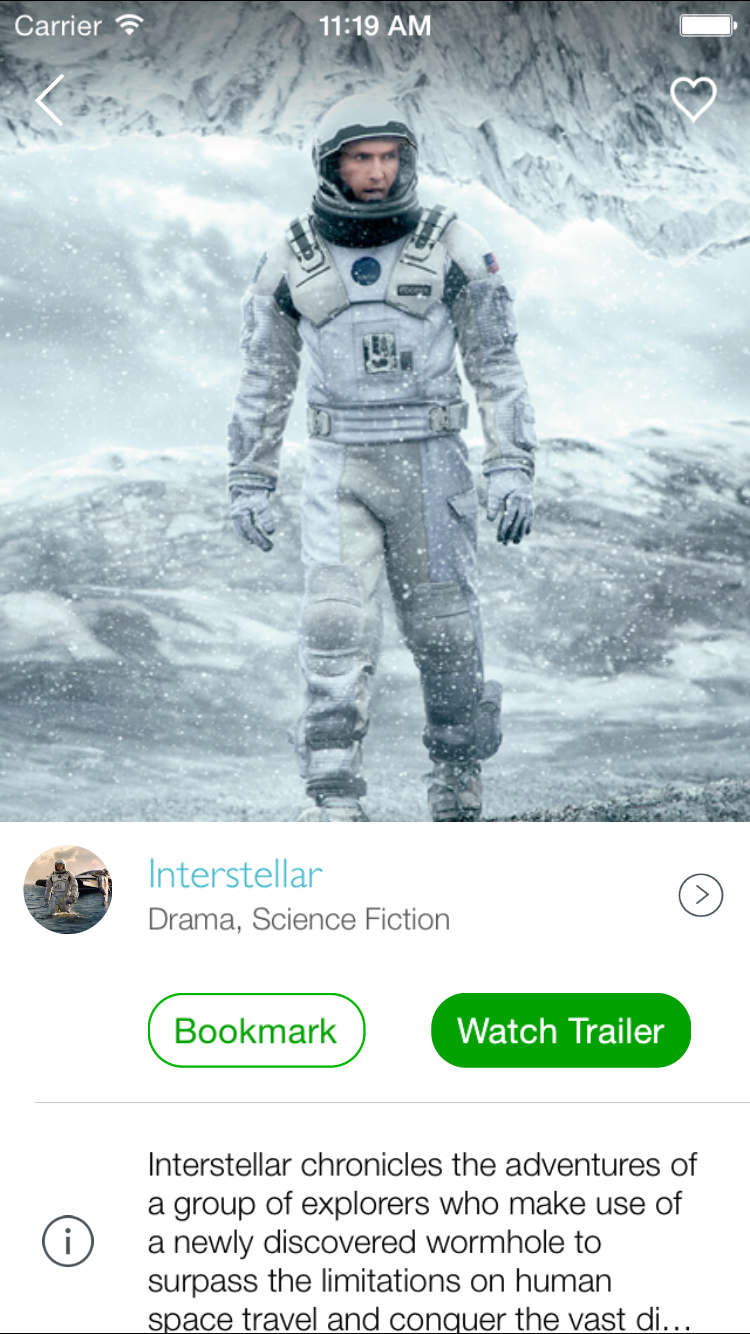 Carrier 11:19 AM
COOPER
Interstellar
Drama, Science Fiction
Bookmark Watch Trailer
Interstellar chronicles the adventures of
a group of explorers who make use of
a newly discovered wormhole to
surpass the limitations on human
space travel and conquer the vast di...